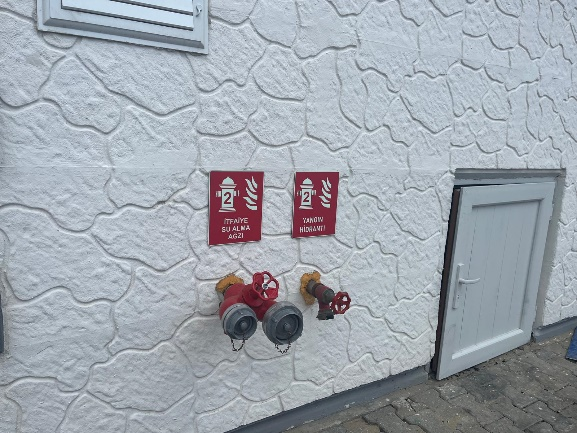 2
İTFAİYE
SU ALMA
AĞZI
2
YANGIN
HİDRANTI